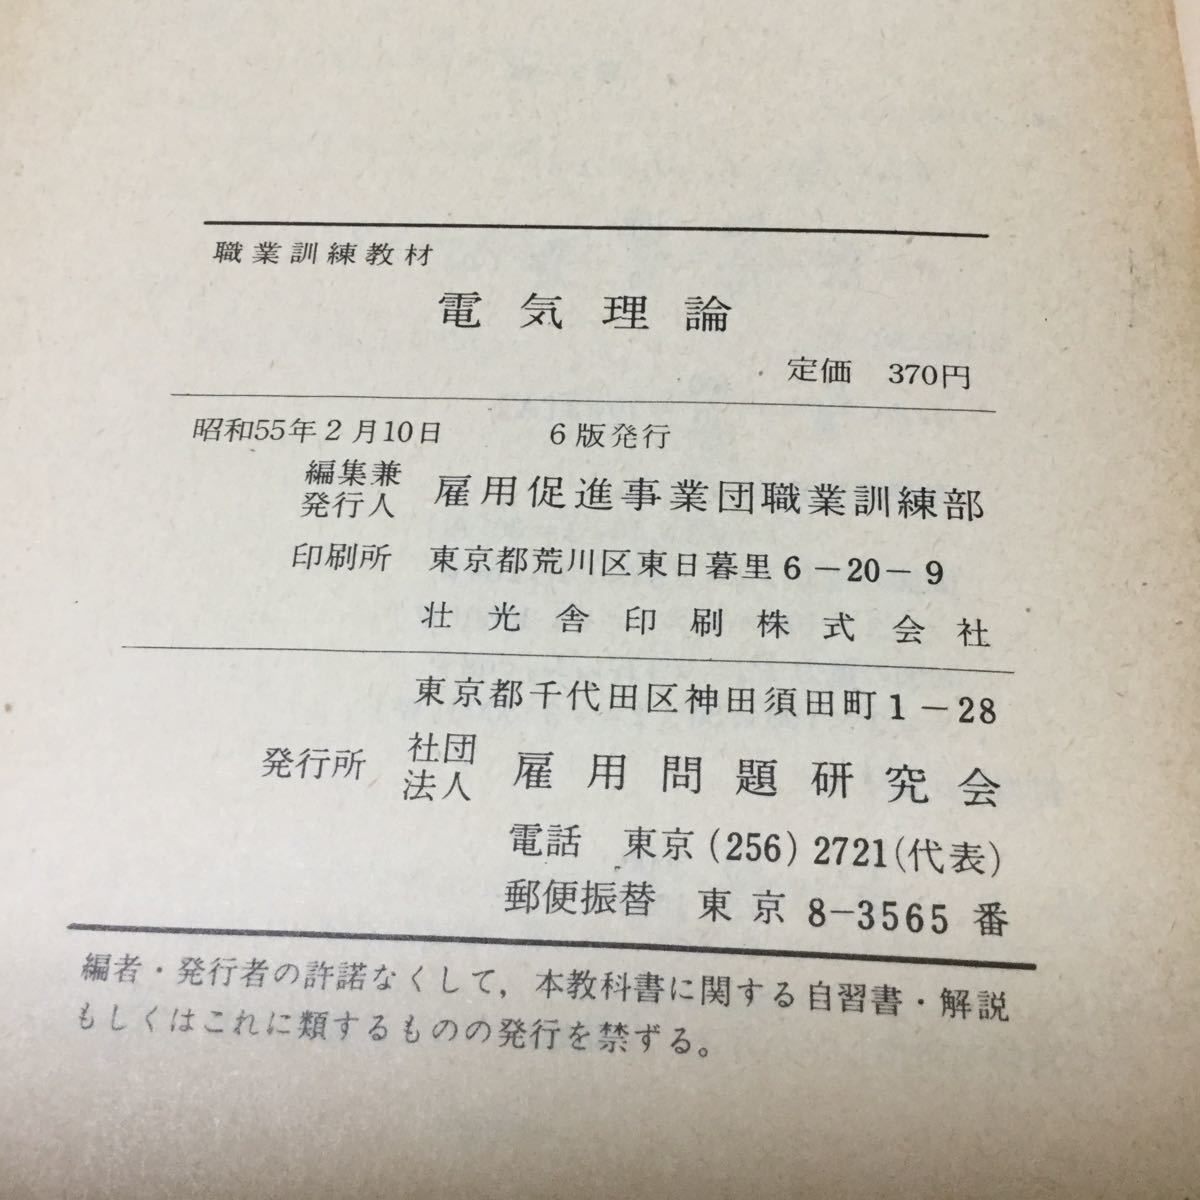 職業訓練教材
電気理論
定価 370円
昭和55年2月10日 6版発行
編集兼発行人 雇用促進事業団職業訓練部
印刷所 東京都荒川区東日暮里6－20－9
壮光舎印刷株式会社
東京都千代田区神田須田町1－28
発行所 社団法人 雇用問題研究会
電話 東京(256)2721(代表)
郵便振替 東京8－3565番
編者・発行者の許諾なくして，本教科書に関する自習書・解説
もしくはこれに類するものの発行を禁ずる。